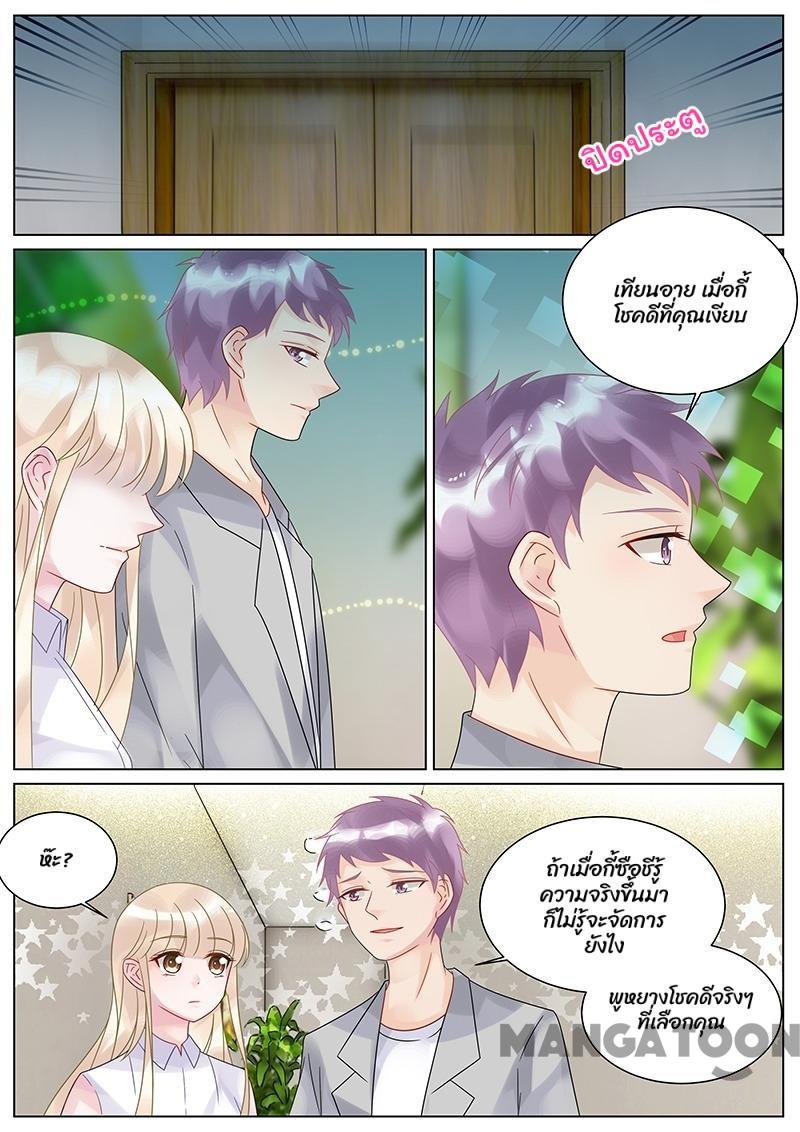 ปิดประตู
เทียนอาย เมื่อกี้
โชคดีที่คุณเงียบ
ห๊ะ?
ถ้าเมื่อกี้ซือชีรู้
ความจริงขึ้นมา
ก็ไม่รู้จะจัดการ
ยังไง
พูหยางโชคดีจริงๆ
ที่เลือกคุณ
MANGATOON